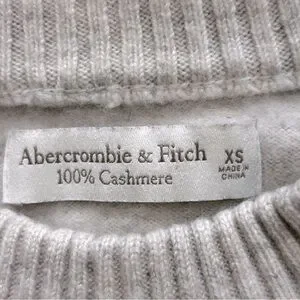 Abercrombie & Fitch
100% Cashmere
XS
MADE IN
CHINA